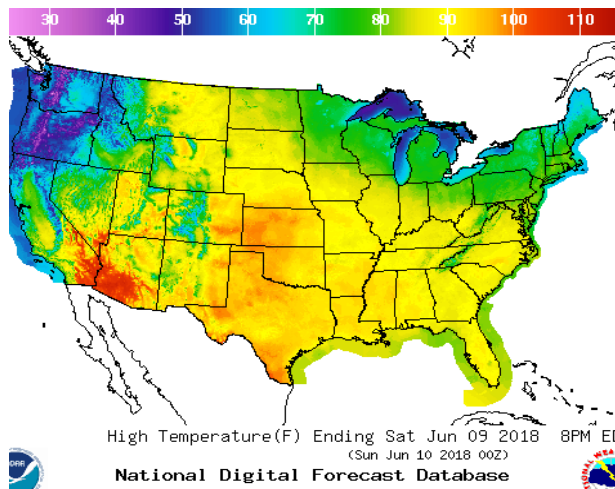 30 40 50 60 70 80 90 100 110
High Temperature(F) Ending Sat Jun 09 2018 8PM ED
(Sun Jun 10 2018 00Z)
National Digital Forecast Database